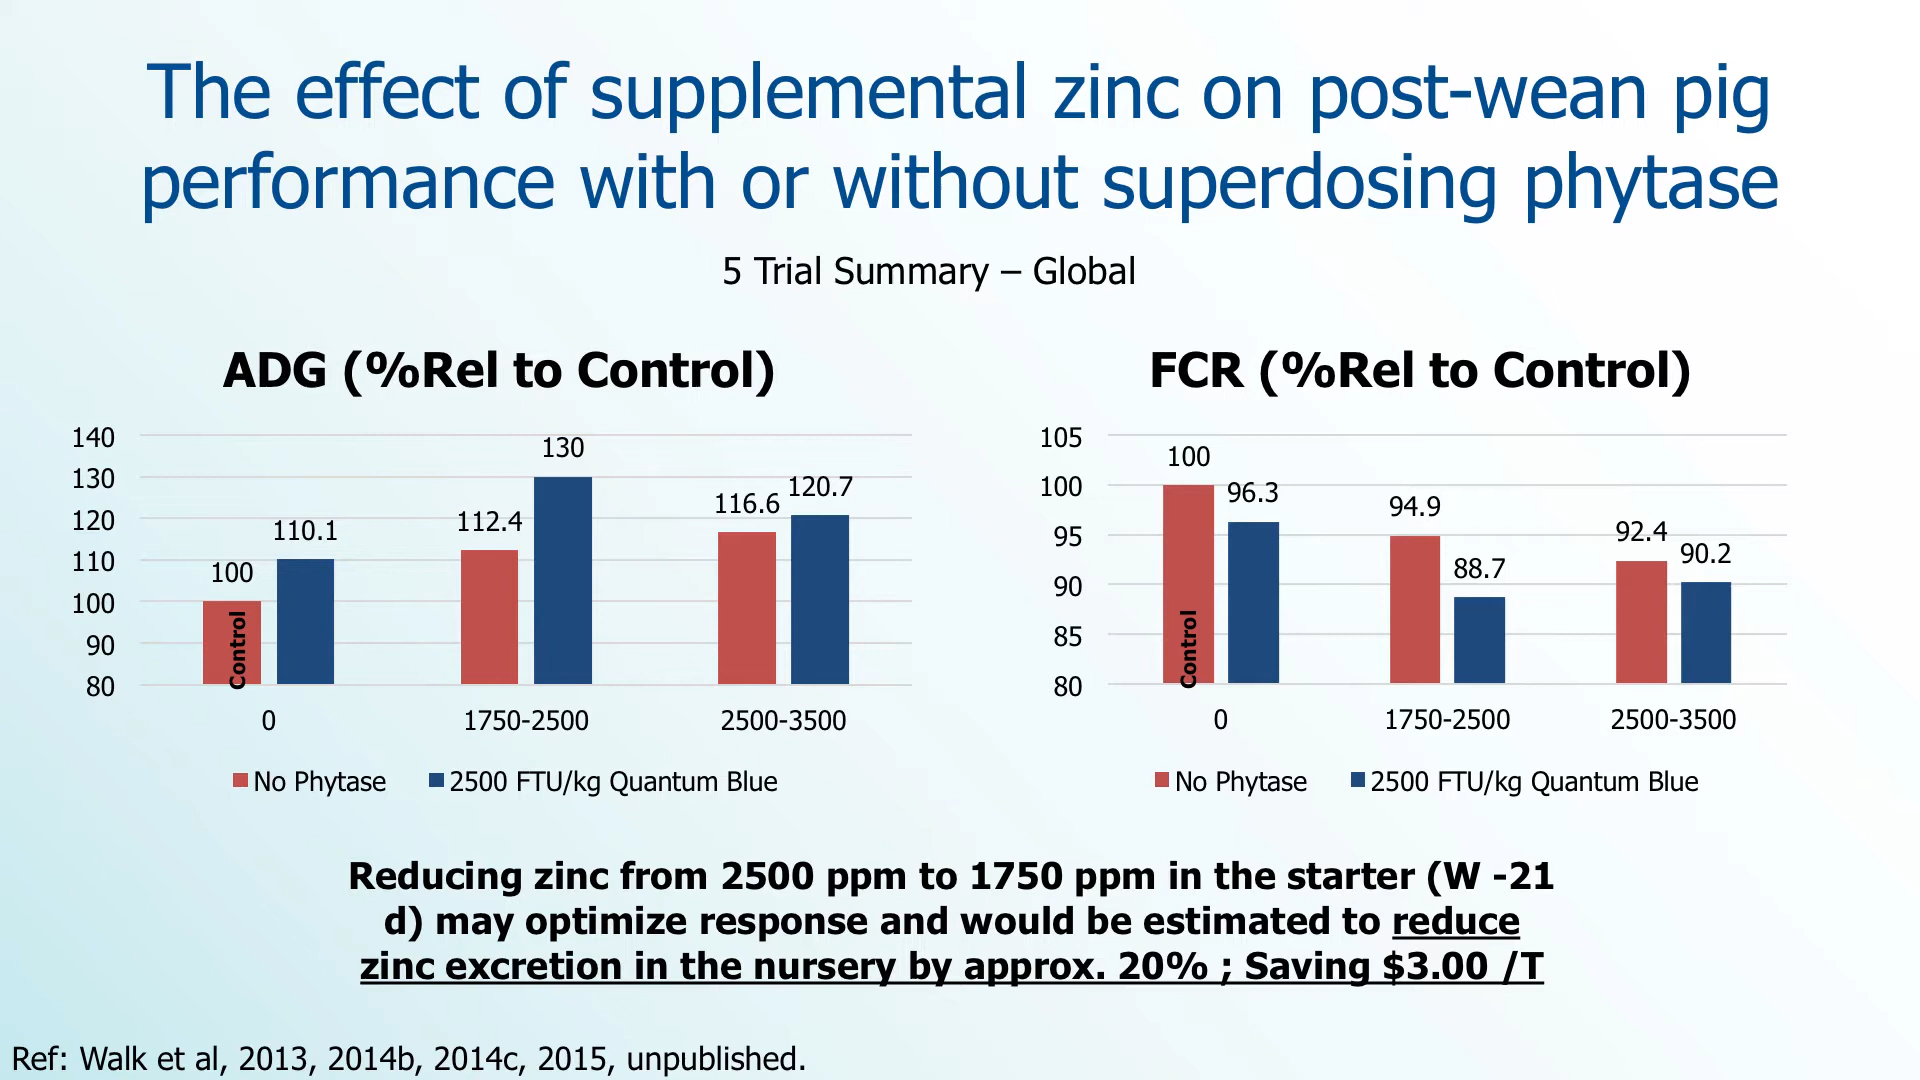 The effect of supplemental zinc on post-wean pig
performance with or without superdosing phytase
5 Trial Summary – Global
ADG (%Rel to Control)
140
130
120
110
100
90
80
100
110.1
112.4
130
116.6
120.7
Control
0
1750-2500
2500-3500
No Phytase
2500 FTU/kg Quantum Blue
FCR (%Rel to Control)
105
100
95
90
85
80
100
96.3
94.9
88.7
92.4
90.2
Control
0
1750-2500
2500-3500
No Phytase
2500 FTU/kg Quantum Blue
Reducing zinc from 2500 ppm to 1750 ppm in the starter (W -21
d) may optimize response and would be estimated to reduce
zinc excretion in the nursery by approx. 20% ; Saving $3.00 /T
Ref: Walk et al, 2013, 2014b, 2014c, 2015, unpublished.